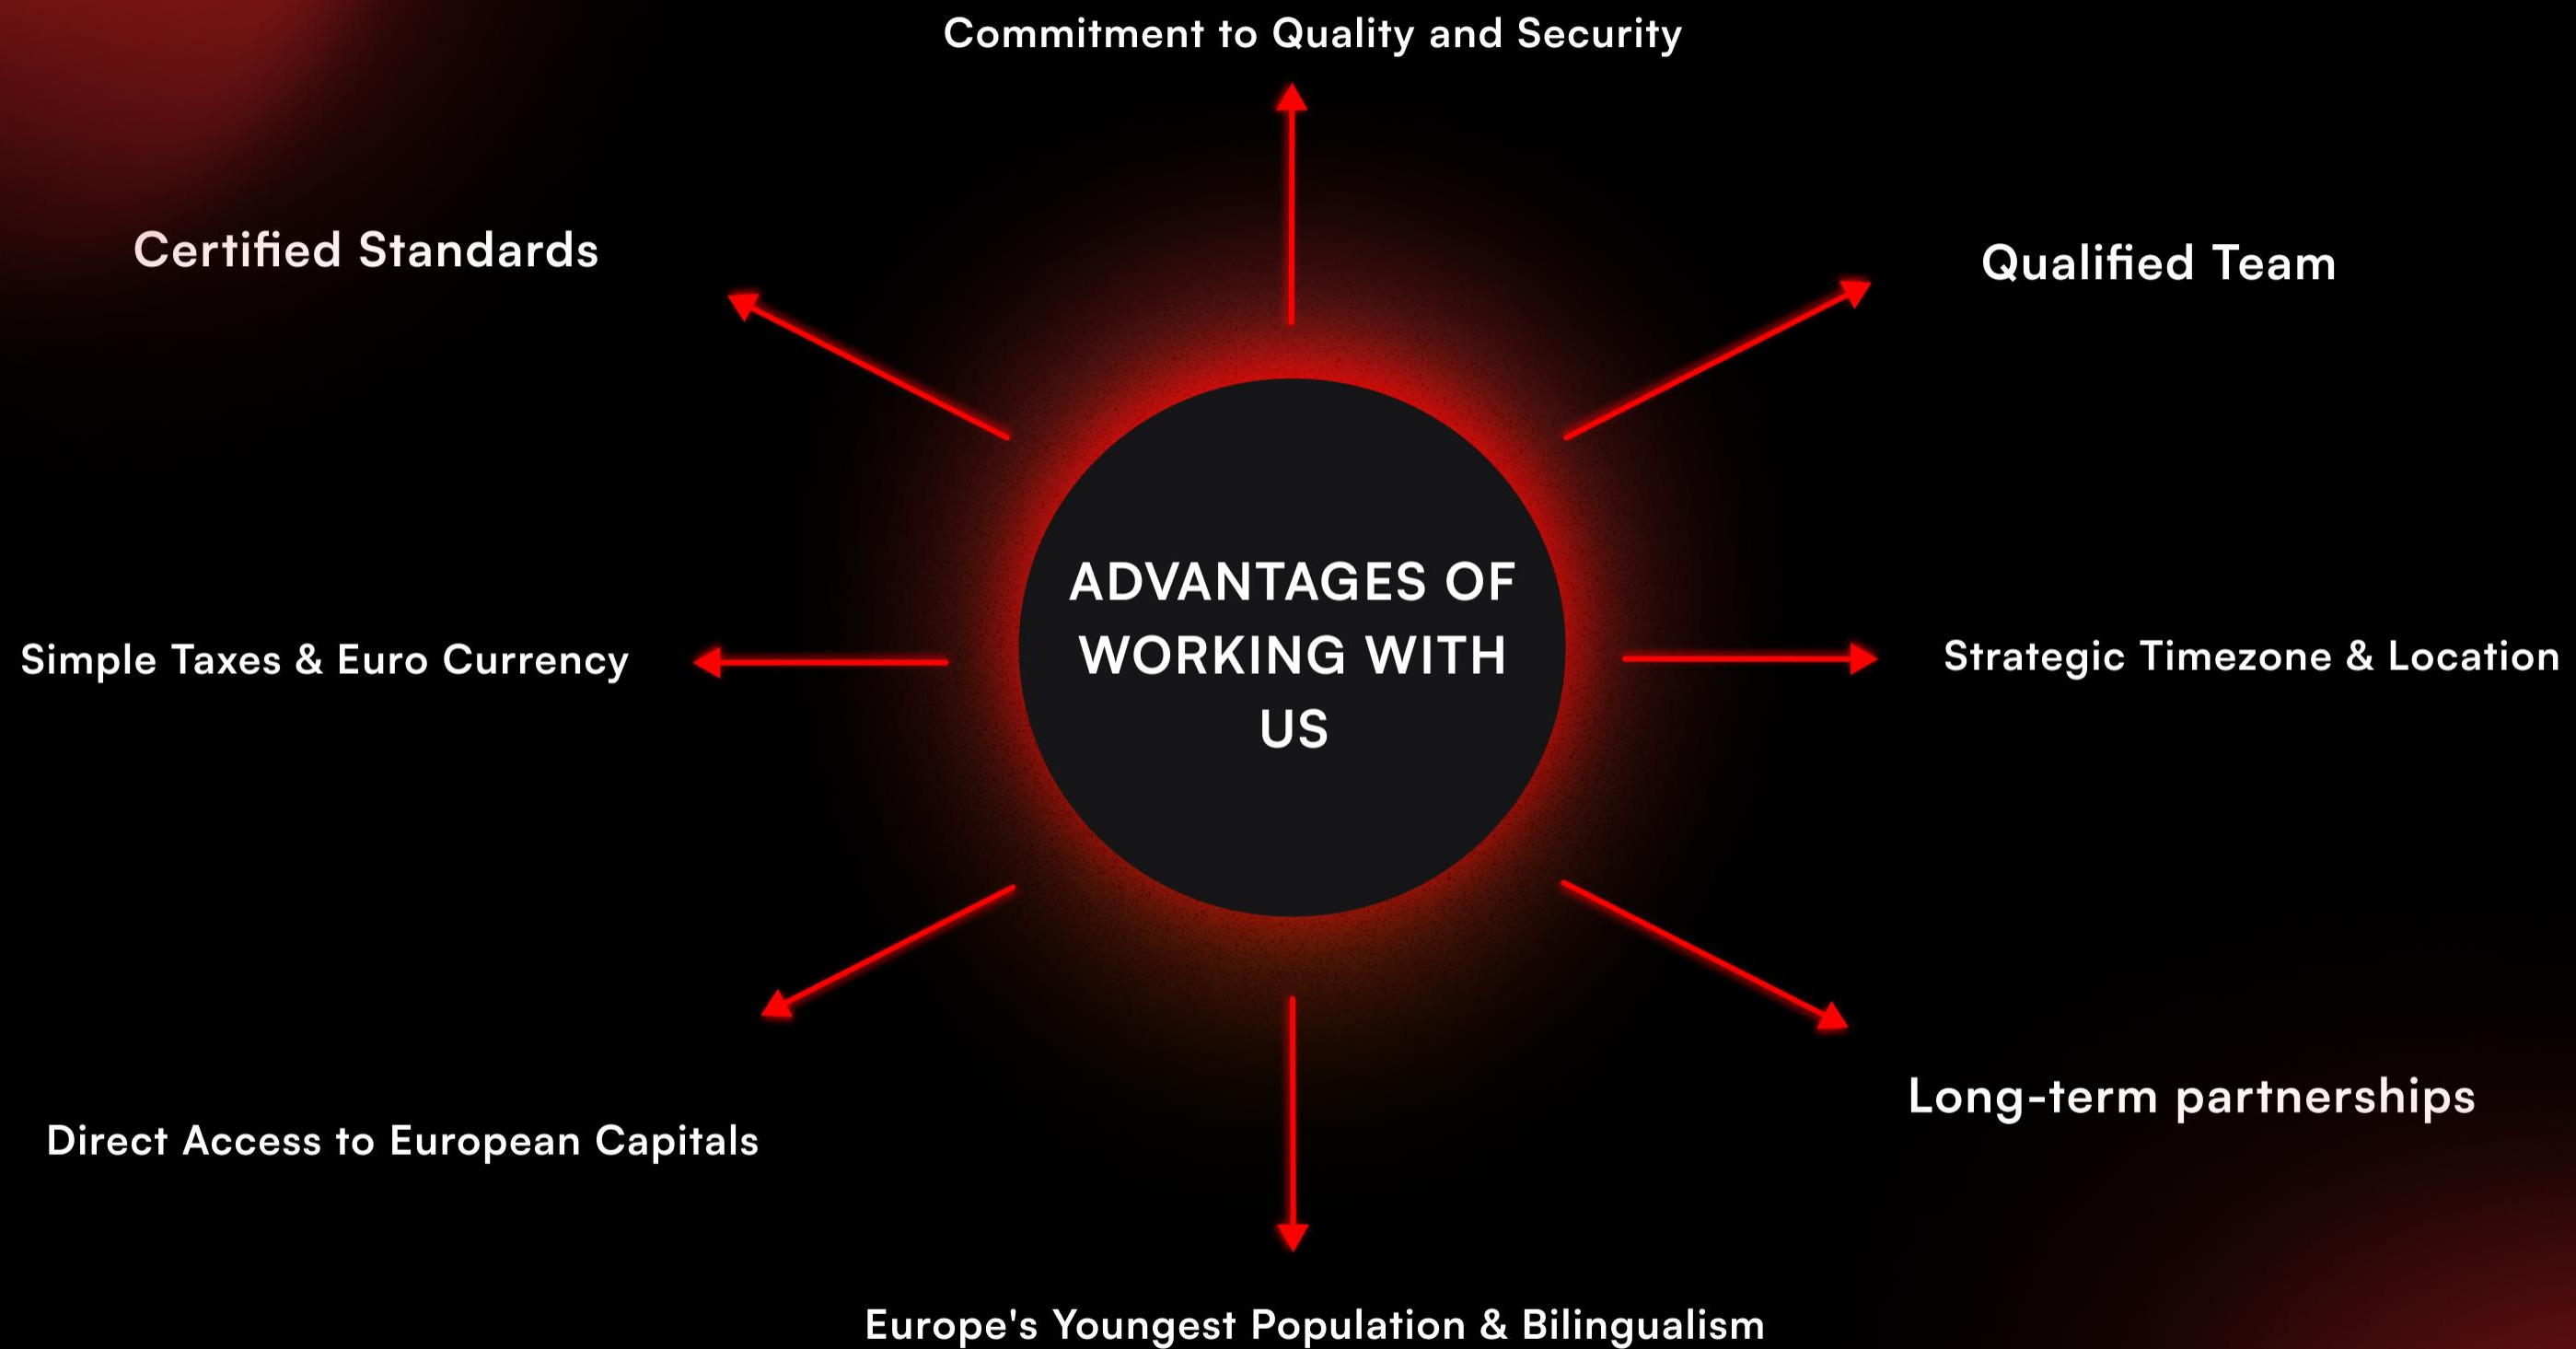 Commitment to Quality and Security
Certified Standards
Qualified Team
ADVANTAGES OF
WORKING WITH
US
Simple Taxes & Euro Currency
Strategic Timezone & Location
Direct Access to European Capitals
Long-term partnerships
Europe's Youngest Population & Bilingualism